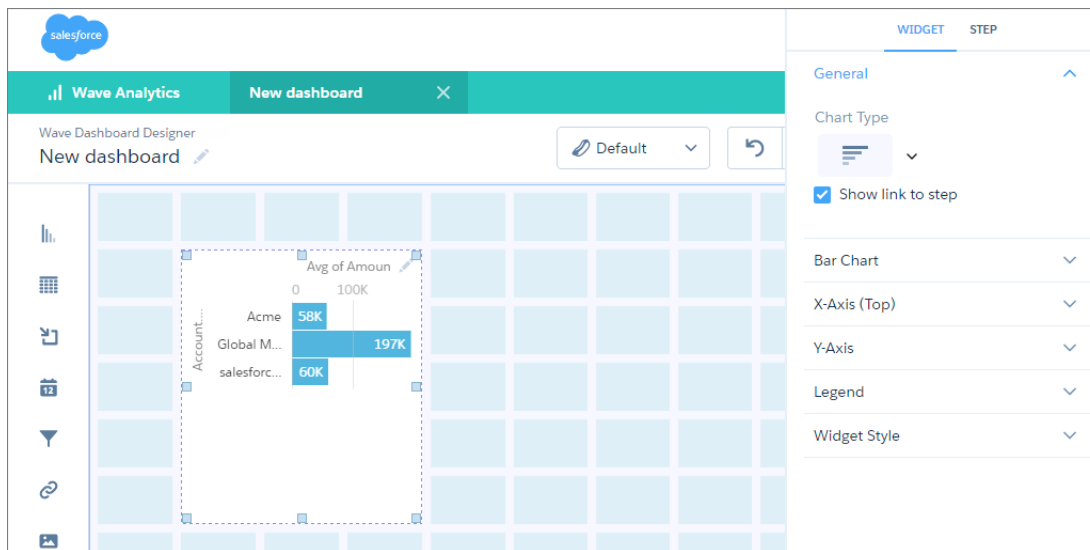 salesforce
WIDGET STEP
Wave Analytics New dashboard
General
Wave Dashboard Designer
New dashboard
Default
Chart Type
Show link to step
Avg of Amoun
0 100K
Acme 58K
Global M... 197K
salesforc... 60K
Account....
12
Bar Chart
X-Axis (Top)
Y-Axis
Legend
Widget Style